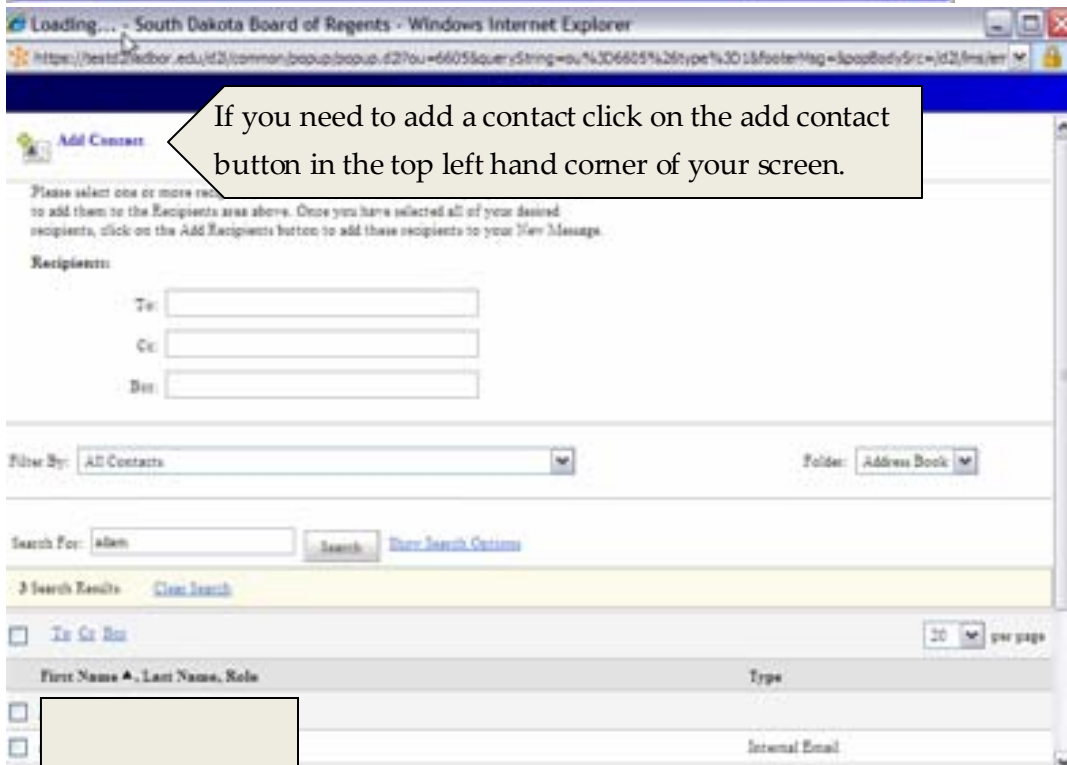 Loading... - South Dakota Board of Regents - Windows Internet Explorer
Add Contact
If you need to add a contact click on the add contact
button in the top left hand corner of your screen.
Please select one or more
to add them to the Recipients area above. Once you have selected all of your desired
recipients, click on the Add Recipients button to add these recipients to your New Message.
Recipients:
To:
Cc:
Bcc:
Filter By: All Contacts Folder: Address Book
Search For: adam Search Show Search Options
3 Search Results Clear Search
To Cc Bcc 20 per page
First Name ▲, Last Name, Role Type
Internal Email